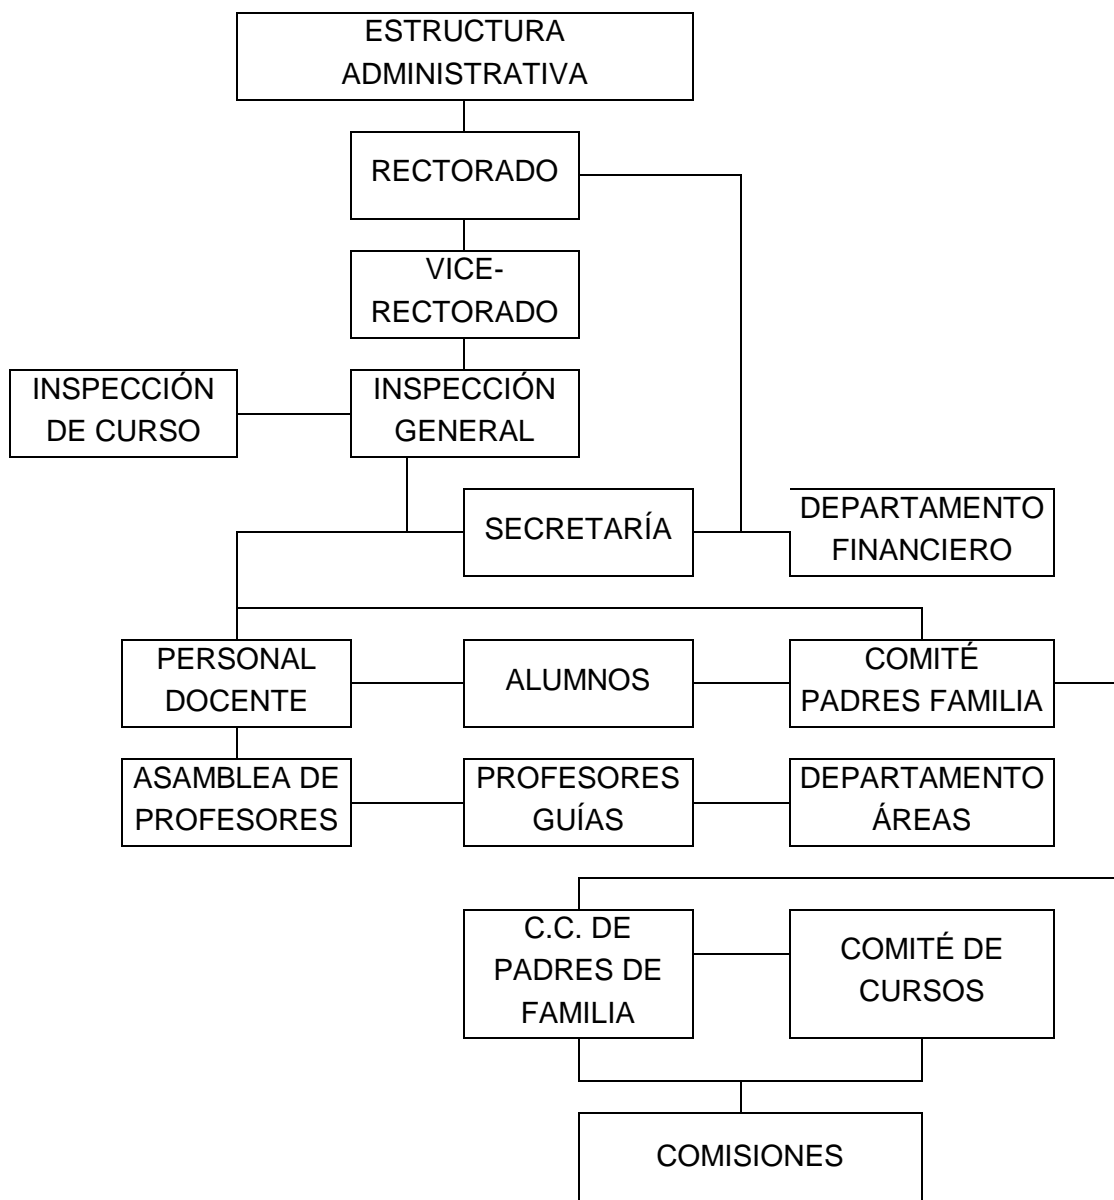 ESTRUCTURA
ADMINISTRATIVA
RECTORADO
VICE-
RECTORADO
INSPECCIÓN
DE CURSO
INSPECCIÓN
GENERAL
SECRETARÍA
DEPARTAMENTO
FINANCIERO
PERSONAL
DOCENTE
ALUMNOS
COMITÉ
PADRES FAMILIA
ASAMBLEA DE
PROFESORES
PROFESORES
GUÍAS
DEPARTAMENTO
ÁREAS
C.C. DE
PADRES DE
FAMILIA
COMITÉ DE
CURSOS
COMISIONES